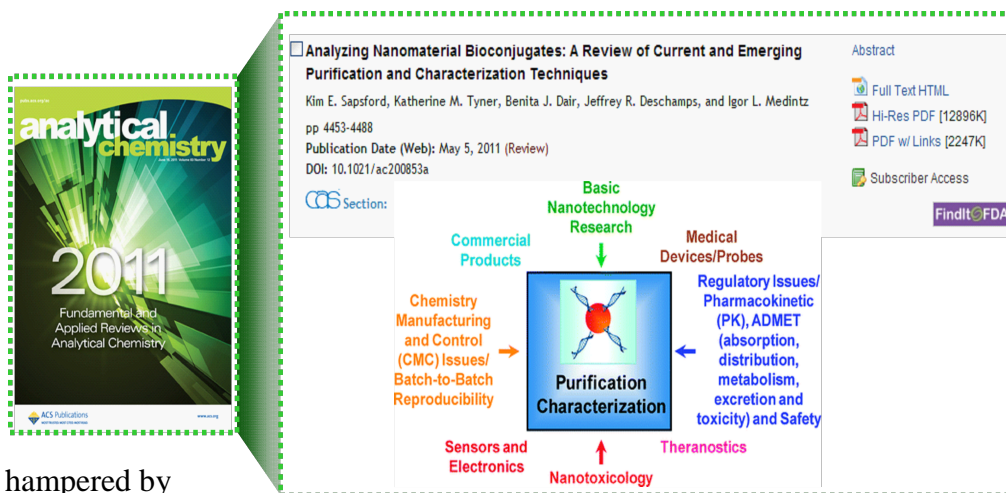 analytical
chemistry
2011
Fundamental and
Applied Reviews in
Analytical Chemistry
ACS Publications
www.acs.org
hampered by
Analyzing Nanomaterial Bioconjugates: A Review of Current and Emerging
Purification and Characterization Techniques
Kim E. Sapsford, Katherine M. Tyner, Benita J. Dair, Jeffrey R. Deschamps, and Igor L. Medintz
pp 4453-4488
Publication Date (Web): May 5, 2011 (Review)
DOI: 10.1021/ac200853a
CAS Section:
Abstract
Full Text HTML
Hi-Res PDF [12896K]
PDF w/ Links [2247K]
Subscriber Access
FindIt@FDA
Basic
Nanotechnology
Research
Commercial
Products
Medical
Devices/Probes
Chemistry
Manufacturing
and Control
(CMC) Issues/
Batch-to-Batch
Reproducibility
Purification
Characterization
Regulatory Issues/
Pharmacokinetic
(PK), ADMET
(absorption,
distribution,
metabolism,
excretion and
toxicity) and Safety
Sensors and
Electronics
Theranostics
Nanotoxicology